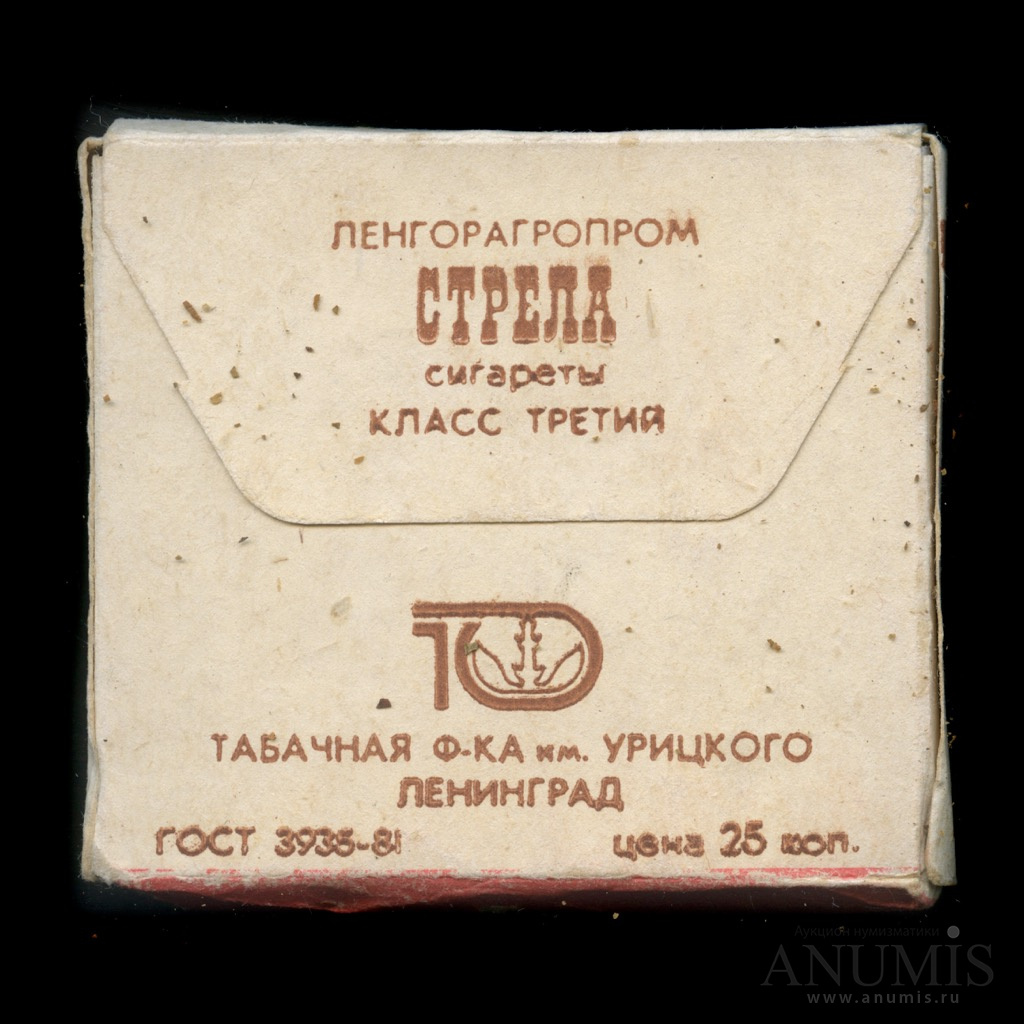 ЛЕНГОРАГРОПРОМ
СТРЕЛА
сигареты
КЛАСС ТРЕТИЙ
ТАБАЧНАЯ Ф-КА им. УРИЦКОГО
ЛЕНИНГРАД
ГОСТ 3935-81 цена 25 коп.
Аукцион нумизматики
ANUMIS
www.anumis.ru